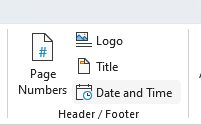 Page
Numbers
Logo
Title
Date and Time
Header / Footer